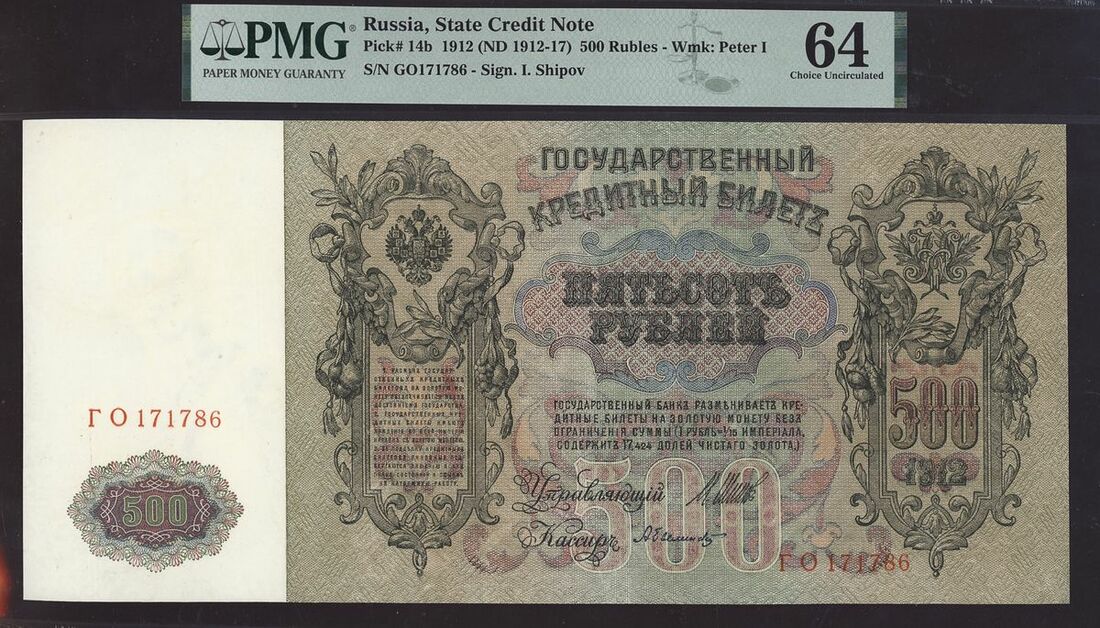 PMG®
PAPER MONEY GUARANTY
Russia, State Credit Note
Pick# 14b 1912 (ND 1912-17) 500 Rubles - Wmk: Peter I
S/N GO171786 - Sign. I. Shipov
64
Choice Uncirculated
ГОСУДАРСТВЕННЫЙ
КРЕДИТНЫЙ БИЛЕТЪ
ПЯТЬСОТЪ
РУБЛЕЙ
ГОСУДАРСТВЕННЫЙ БАНКЪ РАЗМѢНИВАЕТЪ КРЕ-
ДИТНЫЕ БИЛЕТЫ НА ЗОЛОТУЮ МОНЕТУ БЕЗЪ
ОГРАНИЧЕНІЯ СУММЫ (1 РУБЛЬ=1/15 ИМПЕРІАЛА,
СОДЕРЖИТЪ 17,424 ДОЛЕЙ ЧИСТАГО ЗОЛОТА.)
500
1912
ГО 171786
500
500
Управляющій
Кассиръ
ГО 171786